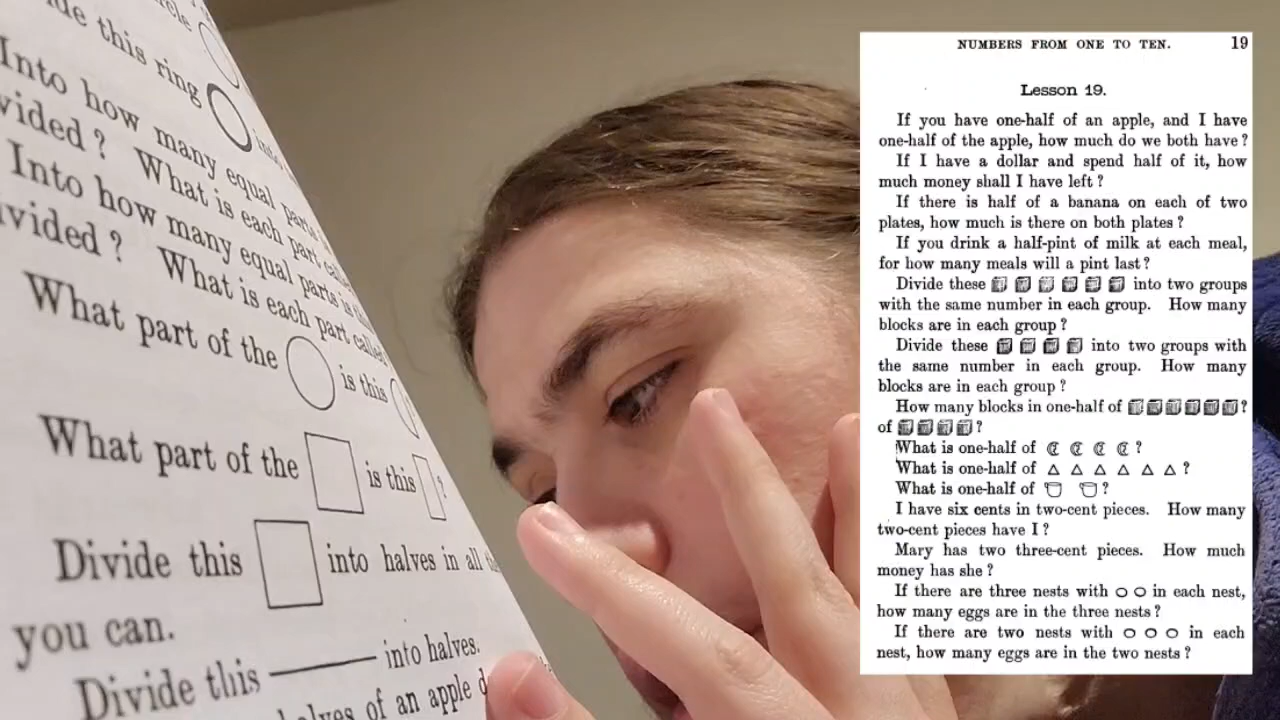 cle
ide this ring into
Into how many equal parts
vided ? What is each part called
Into how many equal parts is this
ivided ? What is each part called
What part of the is this
What part of the is this ?
Divide this into halves in all
you can.
Divide this into halves.
halves of an apple
NUMBERS FROM ONE TO TEN. 19
Lesson 19.
If you have one-half of an apple, and I have
one-half of the apple, how much do we both have ?
If I have a dollar and spend half of it, how
much money shall I have left ?
If there is half of a banana on each of two
plates, how much is there on both plates ?
If you drink a half-pint of milk at each meal,
for how many meals will a pint last ?
Divide these into two groups
with the same number in each group. How many
blocks are in each group ?
Divide these into two groups with
the same number in each group. How many
blocks are in each group ?
How many blocks in one-half of ?
of ?
What is one-half of ?
What is one-half of ?
What is one-half of ?
I have six cents in two-cent pieces. How many
two-cent pieces have I ?
Mary has two three-cent pieces. How much
money has she ?
If there are three nests with in each nest,
how many eggs are in the three nests ?
If there are two nests with in each
nest, how many eggs are in the two nests ?